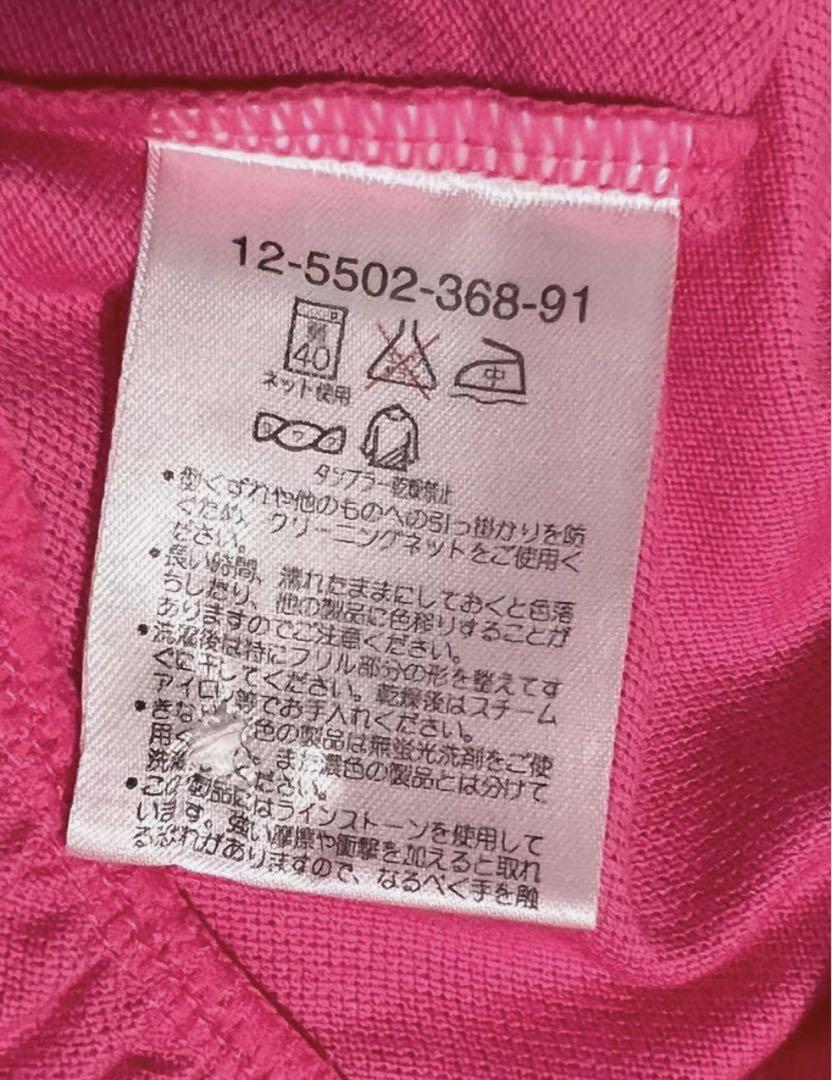 12-5502-368-91
弱
40
ネット使用
中
タンブラー乾燥禁止
•型くずれや他のものへの引っ掛かりを防
ぐため、クリーニングネットをご使用く
ださい。
•長い時間、濡れたままにしておくと色落
ちしたり、他の製品に色移りすることが
ありますのでご注意ください。
•洗濯後は特にフリル部分の形を整えてす
ぐに干してください。乾燥後はスチーム
アイロン等でお手入れください。
•きな 色の製品は無蛍光洗剤をご使
用く 。また濃色の製品とは分けて
洗濯 ください。
•この製品にはラインストーンを使用して
います。強い摩擦や衝撃を加えると取れ
るおそれがありますので、なるべく手を触